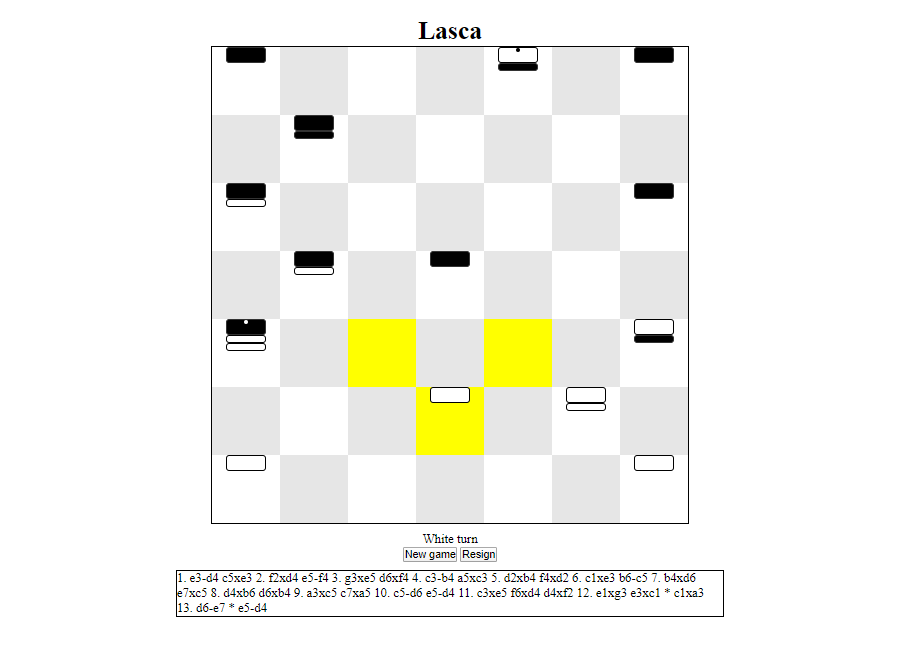 Lasca
White turn
New game Resign
1. e3-d4 c5xe3 2. f2xd4 e5-f4 3. g3xe5 d6xf4 4. c3-b4 a5xc3 5. d2xb4 f4xd2 6. c1xe3 b6-c5 7. b4xd6
e7xc5 8. d4xb6 d6xb4 9. a3xc5 c7xa5 10. c5-d6 e5-d4 11. c3xe5 f6xd4 d4xf2 12. e1xg3 e3xc1 * c1xa3
13. d6-e7 * e5-d4